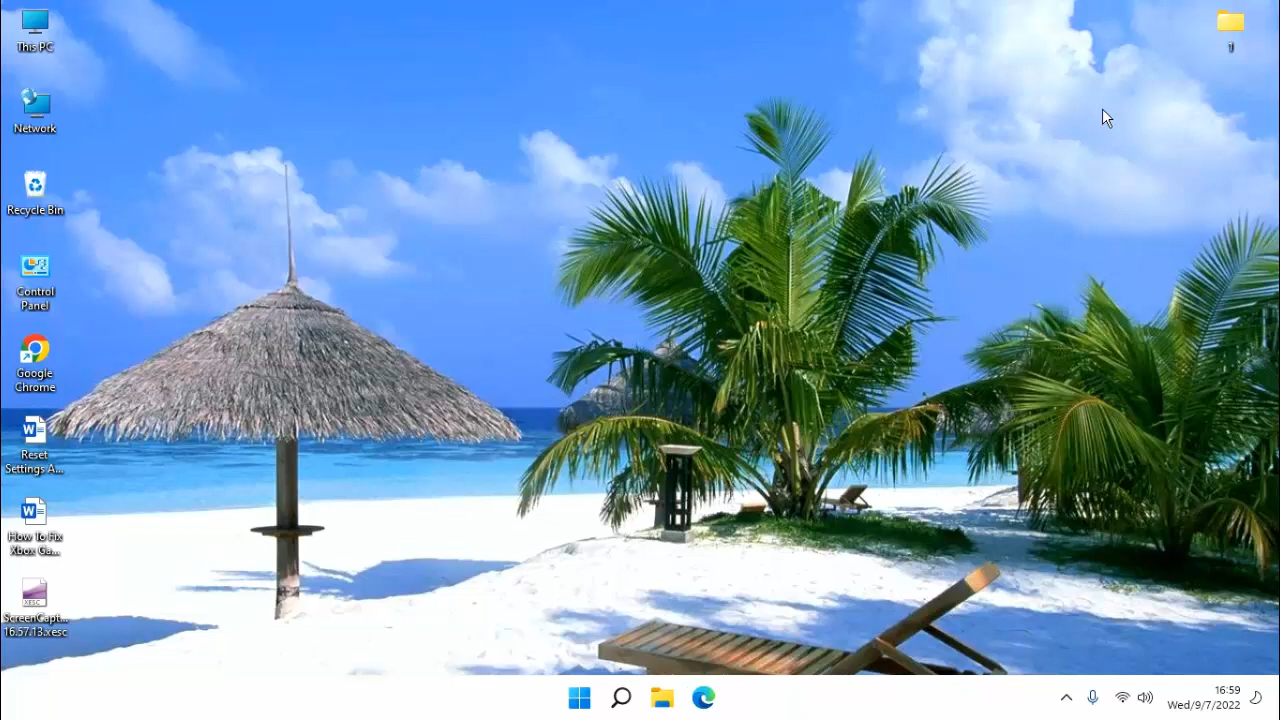 This PC
Network
Recycle Bin
Control
Panel
Google
Chrome
Reset
Settings A...
How To Fix
Xbox Ga...
XESC
ScreenCapt...
16.57.13.xesc
1
16:59
Wed/9/7/2022